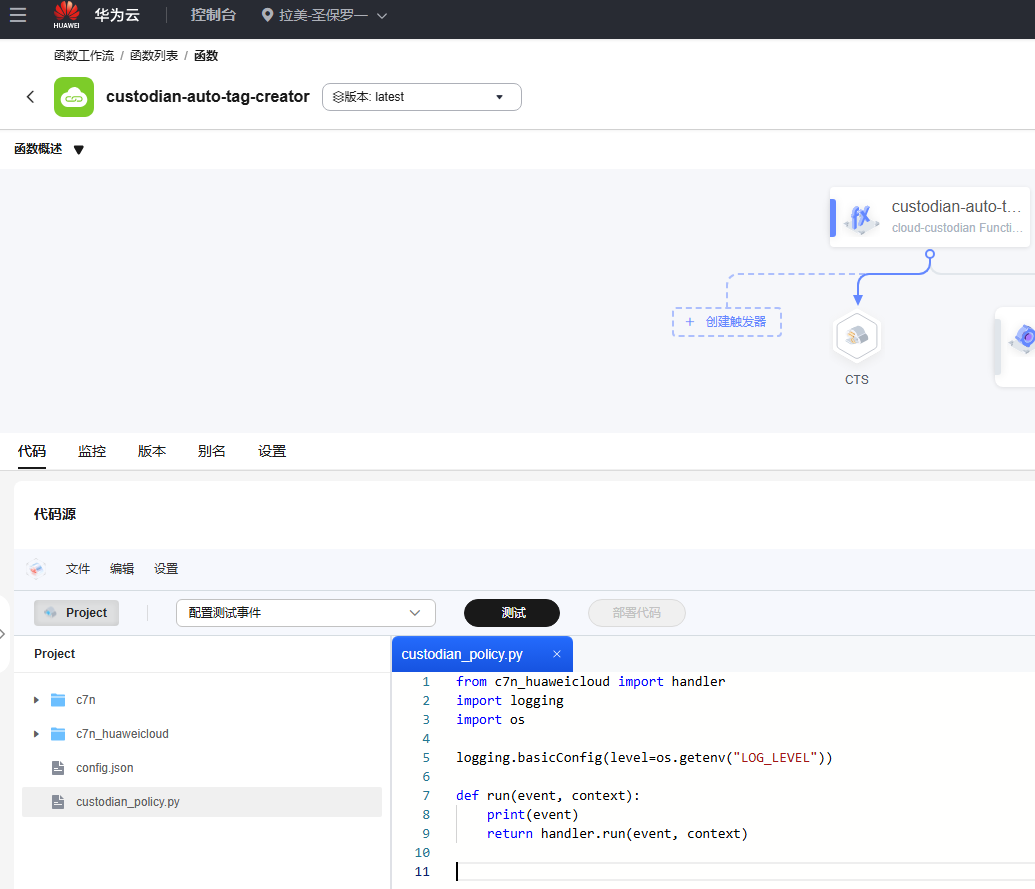 HUAWEI
华为云
控制台
拉美-圣保罗一
函数工作流 / 函数列表 / 函数
custodian-auto-tag-creator
版本: latest
函数概述
custodian-auto-t...
cloud-custodian Functi...
+ 创建触发器
CTS
代码 监控 版本 别名 设置
代码源
文件 编辑 设置
Project
配置测试事件
测试
部署代码
Project
custodian_policy.py ×
c7n
c7n_huaweicloud
config.json
custodian_policy.py
1 from c7n_huaweicloud import handler
2 import logging
3 import os
4
5 logging.basicConfig(level=os.getenv("LOG_LEVEL"))
6
7 def run(event, context):
8     print(event)
9     return handler.run(event, context)
10
11